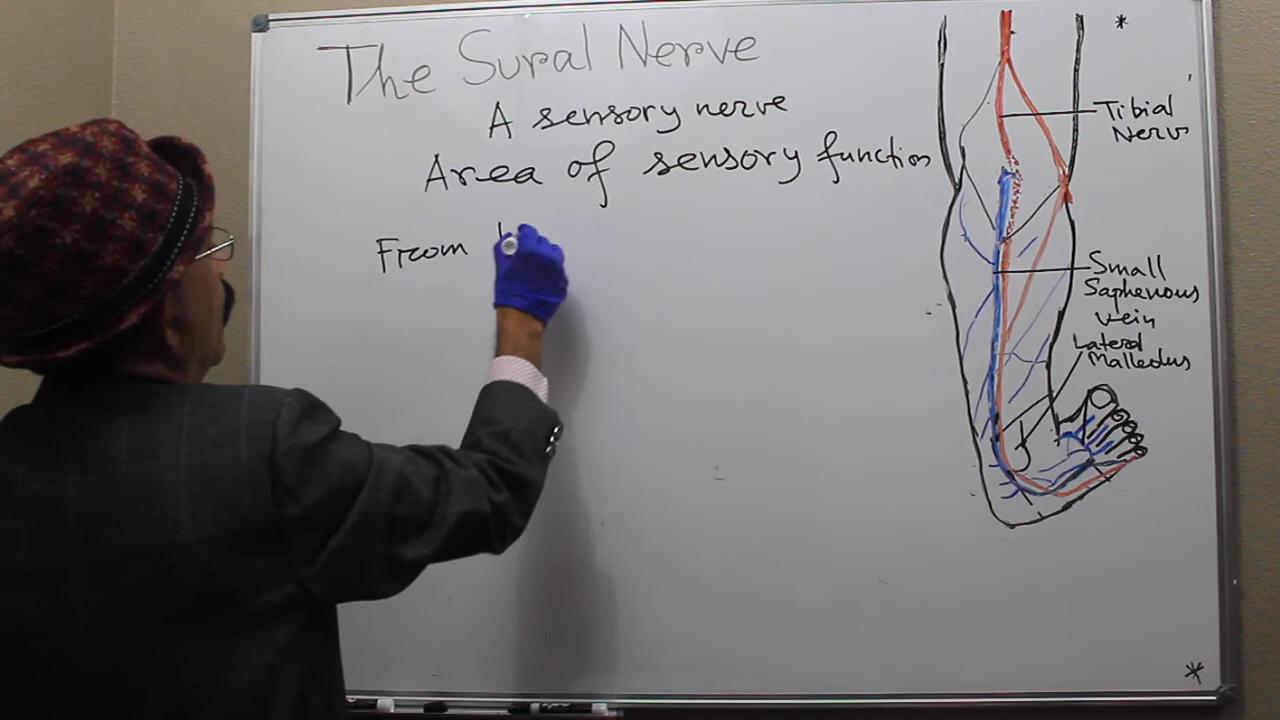 The Sural Nerve
A sensory nerve
Area of sensory function
From
Tibial
Nerve
Small
Saphenous
vein
Lateral
Malleolus